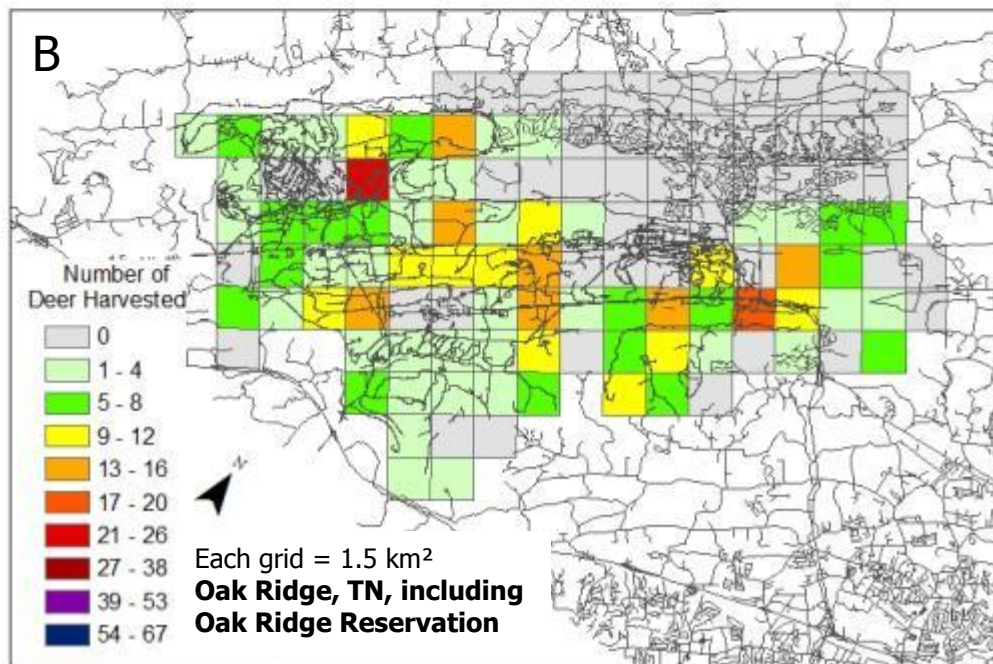 B
Number of
Deer Harvested
0
1 - 4
5 - 8
9 - 12
13 - 16
17 - 20
21 - 26
27 - 38
39 - 53
54 - 67
N
Each grid = 1.5 km²
Oak Ridge, TN, including
Oak Ridge Reservation